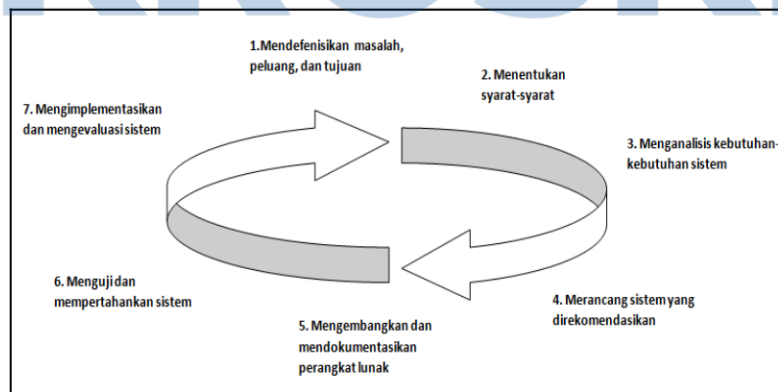 1.Mendefenisikan masalah,
peluang, dan tujuan
2. Menentukan
syarat-syarat
3. Menganalisis kebutuhan-
kebutuhan sistem
4. Merancang sistem yang
direkomendasikan
5. Mengembangkan dan
mendokumentasikan
perangkat lunak
6. Menguji dan
mempertahankan sistem
7. Mengimplementasikan
dan mengevaluasi sistem